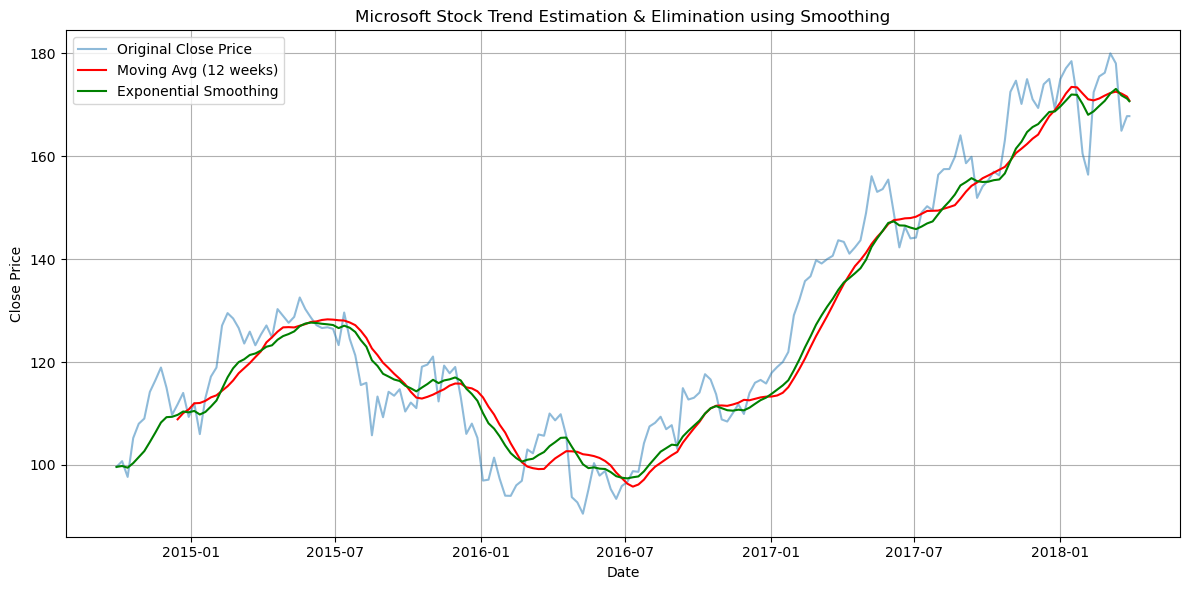 Microsoft Stock Trend Estimation & Elimination using Smoothing
Original Close Price
Moving Avg (12 weeks)
Exponential Smoothing
Close Price
180
160
140
120
100
2015-01
2015-07
2016-01
2016-07
2017-01
2017-07
2018-01
Date